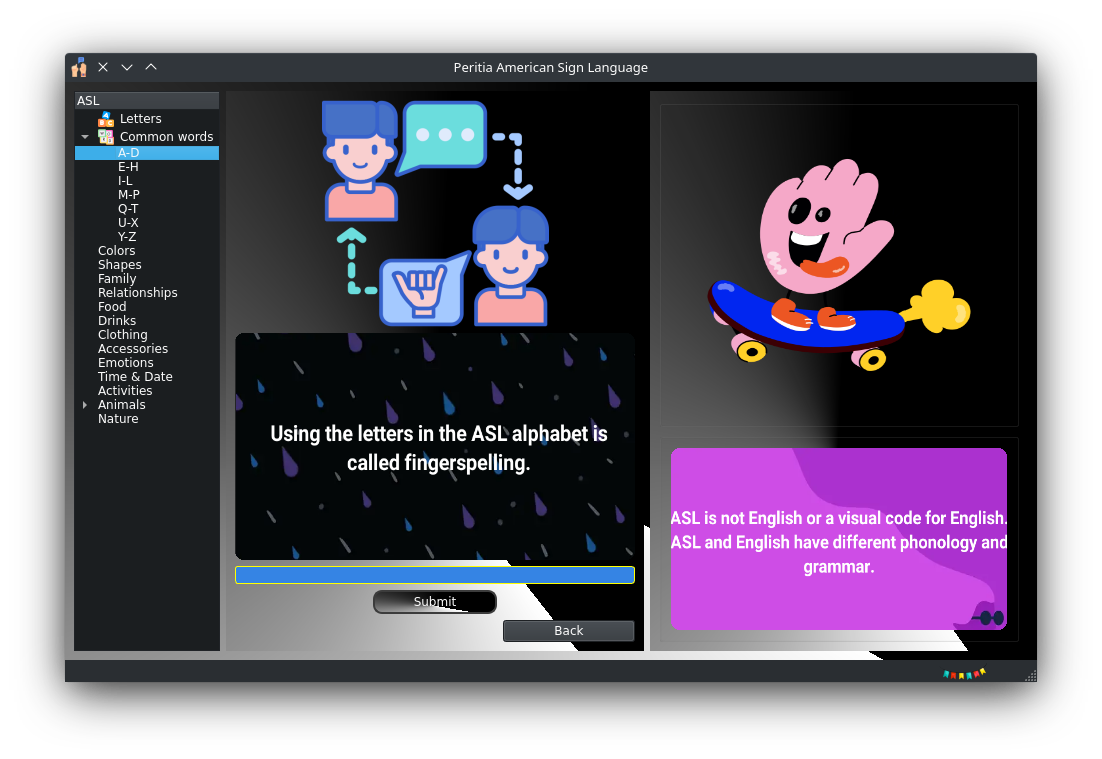 Peritia American Sign Language
ASL
Letters
Common words
A-D
E-H
I-L
M-P
Q-T
U-X
Y-Z
Colors
Shapes
Family
Relationships
Food
Drinks
Clothing
Accessories
Emotions
Time & Date
Activities
Animals
Nature
Using the letters in the ASL alphabet is
called fingerspelling.
Submit
Back
ASL is not English or a visual code for English.
ASL and English have different phonology and
grammar.